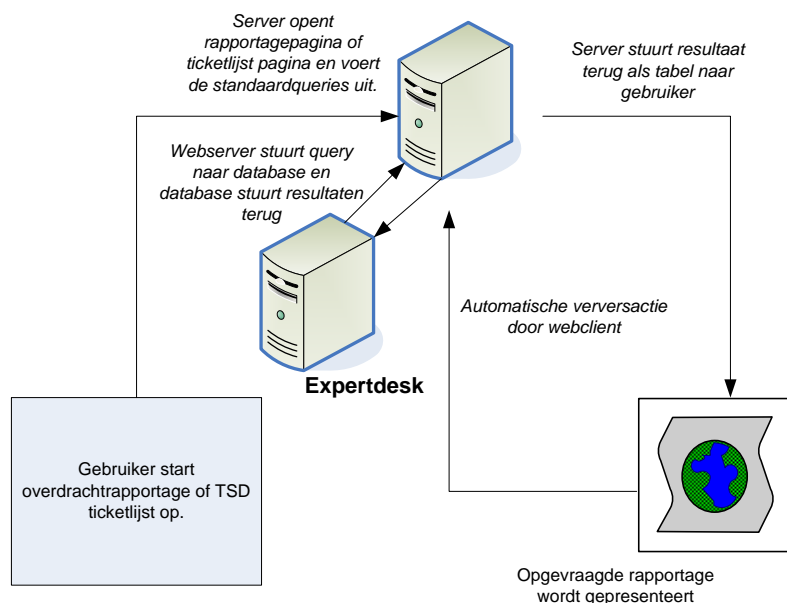 Server opent
rapportagepagina of
ticketlijst pagina en voert
de standaardqueries uit.
Server stuurt resultaat
terug als tabel naar
gebruiker
Webserver stuurt query
naar database en
database stuurt resultaten
terug
Automatische verversactie
door webclient
Expertdesk
Gebruiker start
overdrachtrapportage of TSD
ticketlijst op.
Opgevraagde rapportage
wordt gepresenteert